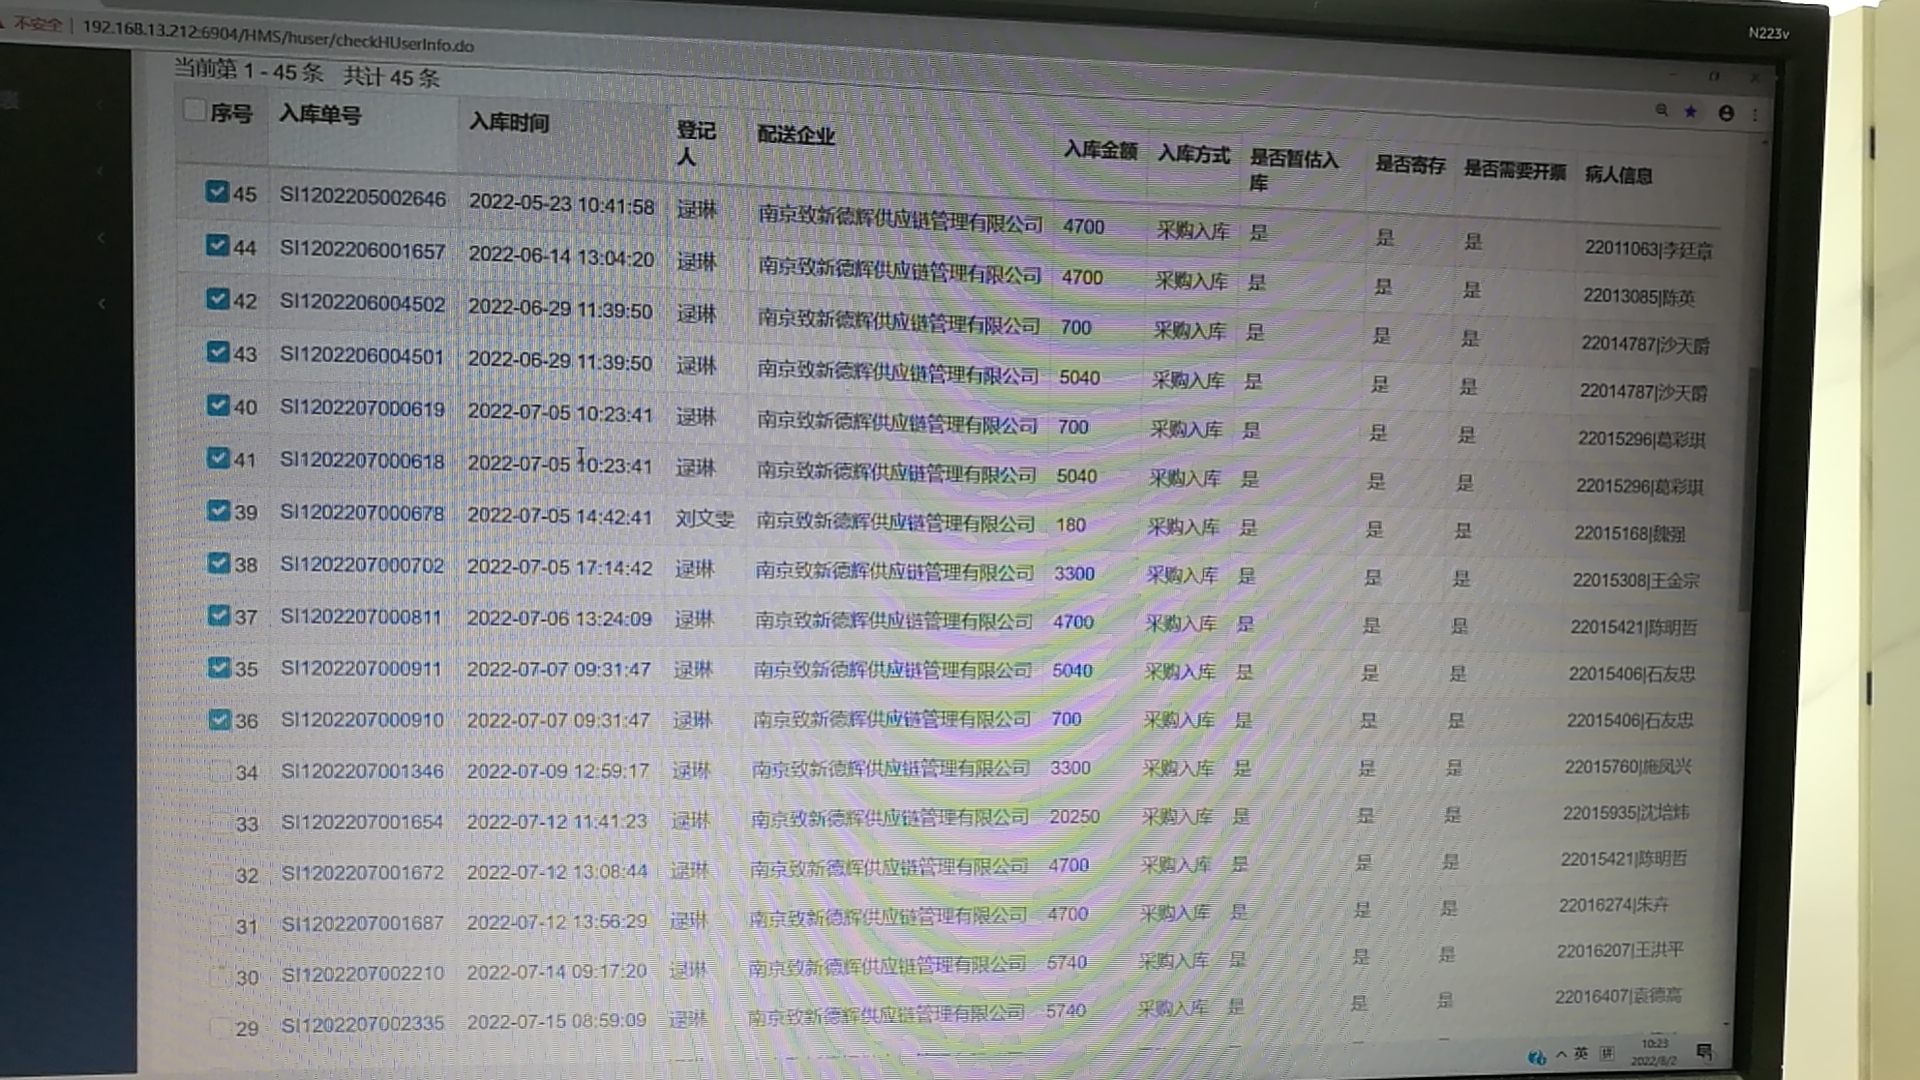 N223v
不安全 | 192.168.13.212:6904/HMS/huser/checkHUserInfo.do
当前第 1 - 45 条 共计 45 条
序号 入库单号 入库时间 登记人 配送企业 入库金额 入库方式 是否暂估入库 是否寄存 是否需要开票 病人信息
45 SI1202205002646 2022-05-23 10:41:58 逯琳 南京致新德辉供应链管理有限公司 4700 采购入库 是 是 是 22011063|李廷章
44 SI1202206001657 2022-06-14 13:04:20 逯琳 南京致新德辉供应链管理有限公司 4700 采购入库 是 是 是 22013085|陈英
42 SI1202206004502 2022-06-29 11:39:50 逯琳 南京致新德辉供应链管理有限公司 700 采购入库 是 是 是 22014787|沙天爵
43 SI1202206004501 2022-06-29 11:39:50 逯琳 南京致新德辉供应链管理有限公司 5040 采购入库 是 是 是 22014787|沙天爵
40 SI1202207000619 2022-07-05 10:23:41 逯琳 南京致新德辉供应链管理有限公司 700 采购入库 是 是 是 22015296|葛彩琪
41 SI1202207000618 2022-07-05 10:23:41 逯琳 南京致新德辉供应链管理有限公司 5040 采购入库 是 是 是 22015296|葛彩琪
39 SI1202207000678 2022-07-05 14:42:41 刘文雯 南京致新德辉供应链管理有限公司 180 采购入库 是 是 是 22015168|魏强
38 SI1202207000702 2022-07-05 17:14:42 逯琳 南京致新德辉供应链管理有限公司 3300 采购入库 是 是 是 22015308|王金宗
37 SI1202207000811 2022-07-06 13:24:09 逯琳 南京致新德辉供应链管理有限公司 4700 采购入库 是 是 是 22015421|陈明哲
35 SI1202207000911 2022-07-07 09:31:47 逯琳 南京致新德辉供应链管理有限公司 5040 采购入库 是 是 是 22015406|石友忠
36 SI1202207000910 2022-07-07 09:31:47 逯琳 南京致新德辉供应链管理有限公司 700 采购入库 是 是 是 22015406|石友忠
34 SI1202207001346 2022-07-09 12:59:17 逯琳 南京致新德辉供应链管理有限公司 3300 采购入库 是 是 是 22015760|施凤兴
33 SI1202207001654 2022-07-12 11:41:23 逯琳 南京致新德辉供应链管理有限公司 20250 采购入库 是 是 是 22015935|沈培炜
32 SI1202207001672 2022-07-12 13:08:44 逯琳 南京致新德辉供应链管理有限公司 4700 采购入库 是 是 是 22015421|陈明哲
31 SI1202207001687 2022-07-12 13:56:29 逯琳 南京致新德辉供应链管理有限公司 4700 采购入库 是 是 是 22016274|朱卉
30 SI1202207002210 2022-07-14 09:17:20 逯琳 南京致新德辉供应链管理有限公司 5740 采购入库 是 是 是 22016207|王洪平
29 SI1202207002335 2022-07-15 08:59:09 逯琳 南京致新德辉供应链管理有限公司 5740 采购入库 是 是 是 22016407|袁德高
英 拼 10:23
2022/8/2